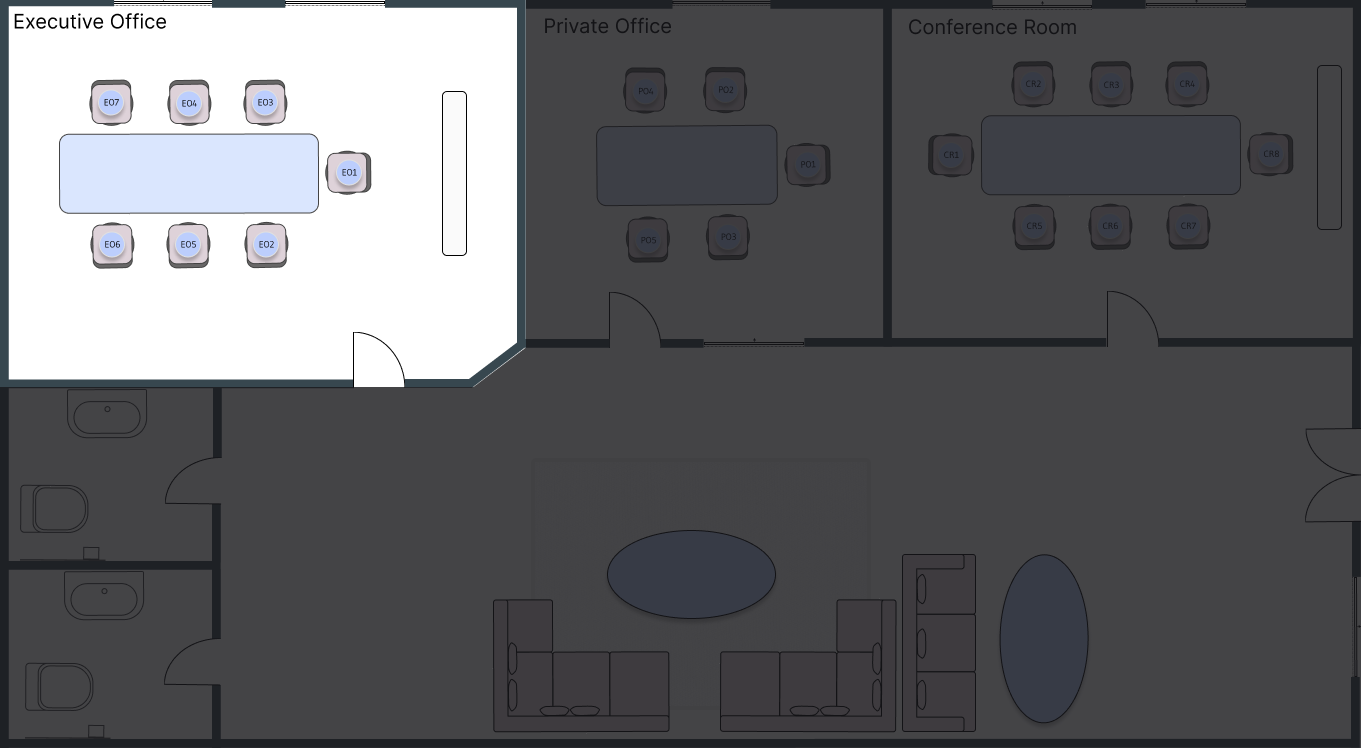 Executive Office
Private Office
Conference Room
EO7
EO4
EO3
EO1
EO6
EO5
EO2
PO4
PO2
PO1
PO5
PO3
CR2
CR3
CR4
CR1
CR8
CR5
CR6
CR7